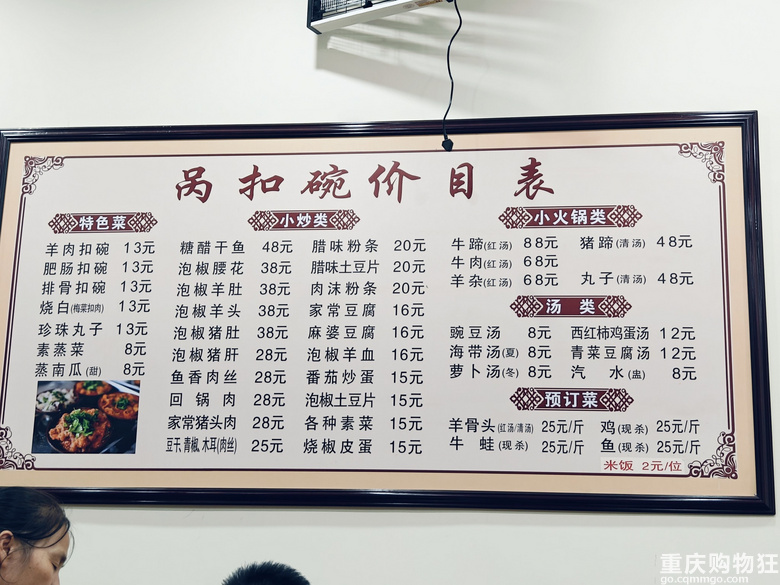 呙扣碗价目表
特色菜
羊肉扣碗 13元
肥肠扣碗 13元
排骨扣碗 13元
烧白(梅菜扣肉) 13元
珍珠丸子 13元
素蒸菜 8元
蒸南瓜(甜) 8元
小炒类
糖醋干鱼 48元 腊味粉条 20元
泡椒腰花 38元 腊味土豆片 20元
泡椒羊肚 38元 肉沫粉条 20元
泡椒羊头 38元 家常豆腐 16元
泡椒猪肚 38元 麻婆豆腐 16元
泡椒猪肝 28元 泡椒羊血 16元
鱼香肉丝 28元 番茄炒蛋 15元
回锅肉 28元 泡椒土豆片 15元
家常猪头肉 28元 各种素菜 15元
豆干,青椒,木耳(肉丝) 25元 烧椒皮蛋 15元
小火锅类
牛蹄(红汤) 88元 猪蹄(清汤) 48元
牛肉(红汤) 68元
羊杂(红汤) 68元 丸子(清汤) 48元
汤类
豌豆汤 8元 西红柿鸡蛋汤 12元
海带汤(夏) 8元 青菜豆腐汤 12元
萝卜汤(冬) 8元 汽水(盅) 8元
预订菜
羊骨头(红汤/清汤) 25元/斤 鸡(现杀) 25元/斤
牛蛙(现杀) 25元/斤 鱼(现杀) 25元/斤
米饭 2元/位
重庆购物狂
go.cqmmgo.com